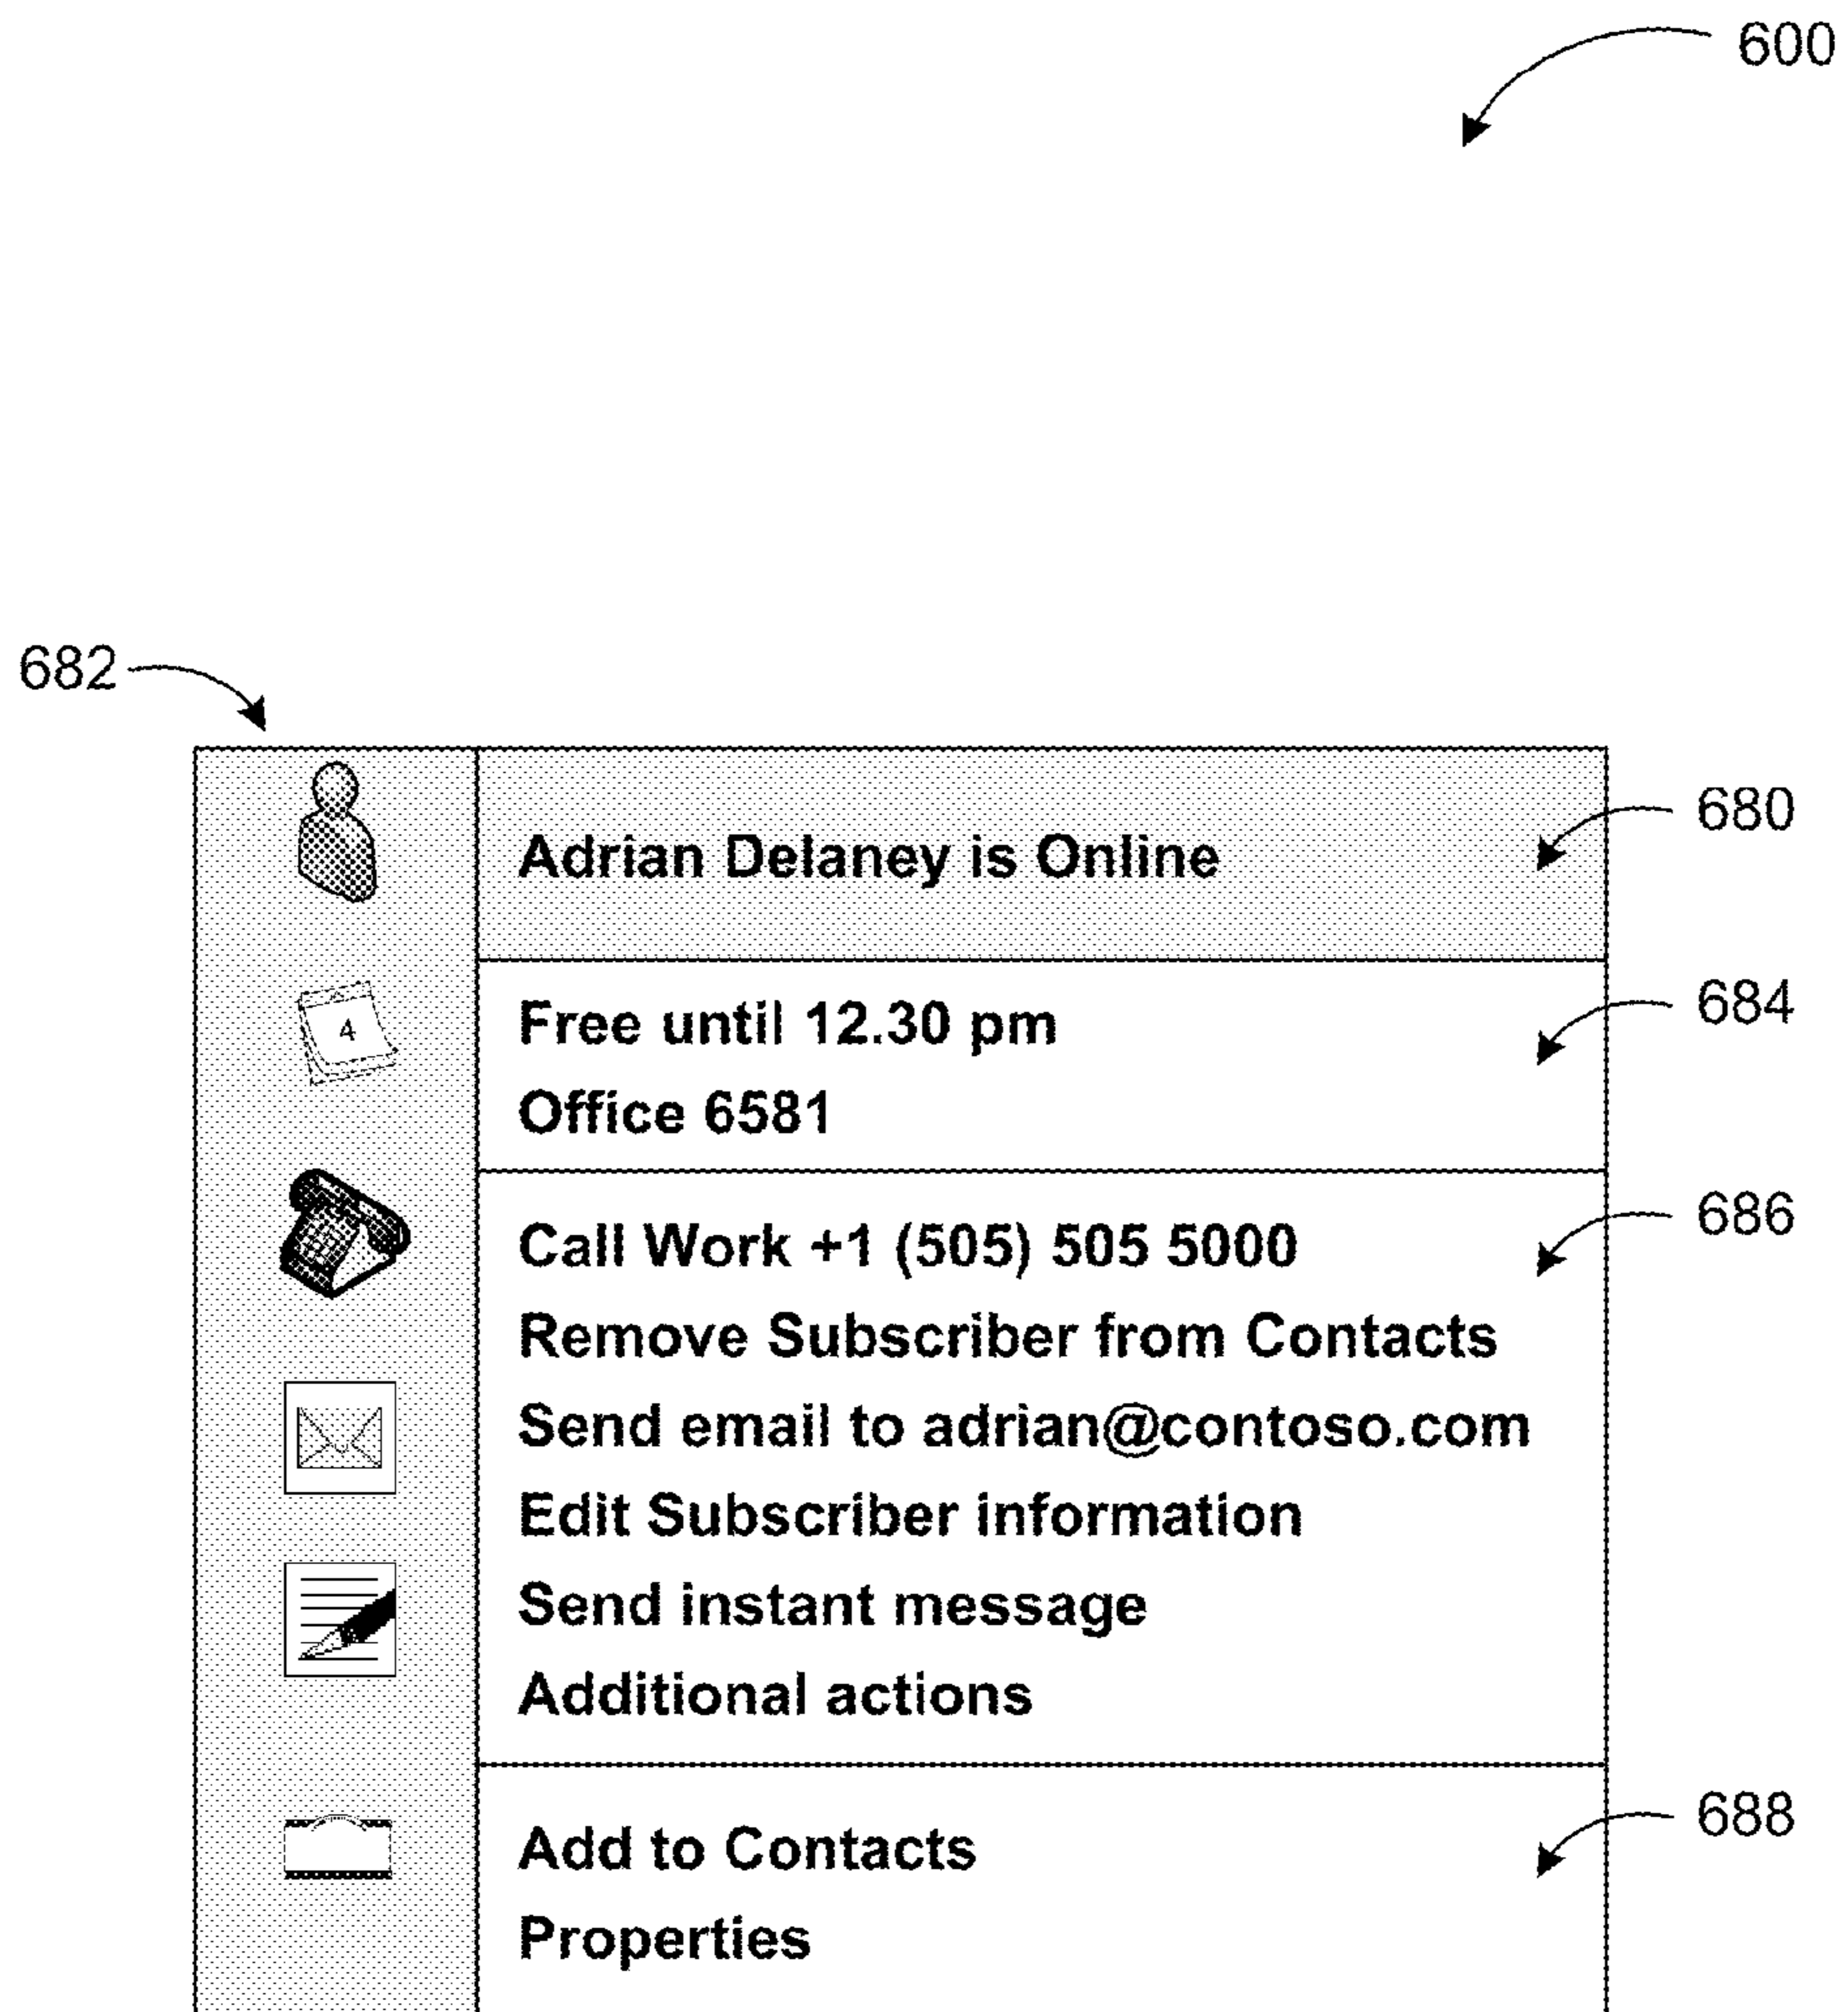 600
682
Adrian Delaney is Online
680
4
Free until 12.30 pm
684
Office 6581
Call Work +1 (505) 505 5000
686
Remove Subscriber from Contacts
Send email to adrian@contoso.com
Edit Subscriber information
Send instant message
Additional actions
Add to Contacts
688
Properties